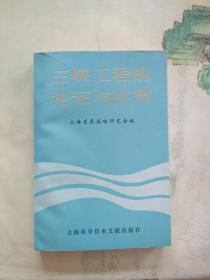 三峡工程的
论证与决策
上海发展战略研究会编
上海科学技术文献出版社